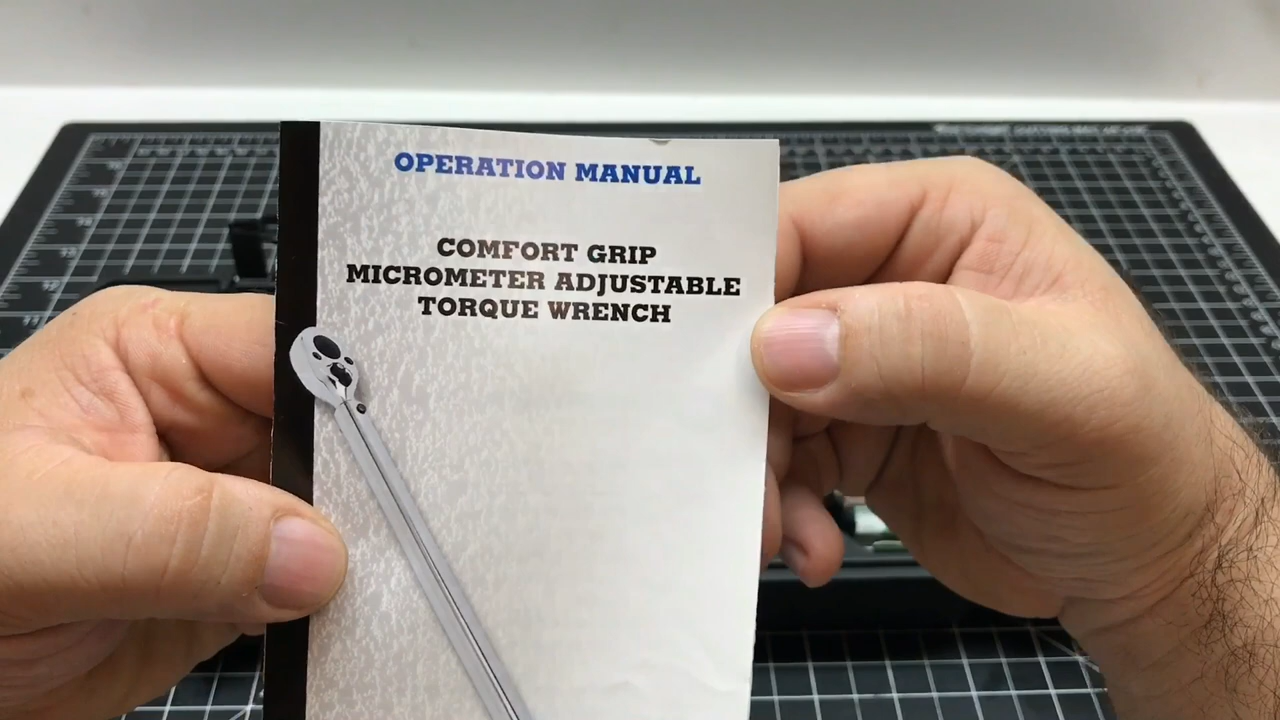 OPERATION MANUAL
COMFORT GRIP
MICROMETER ADJUSTABLE
TORQUE WRENCH